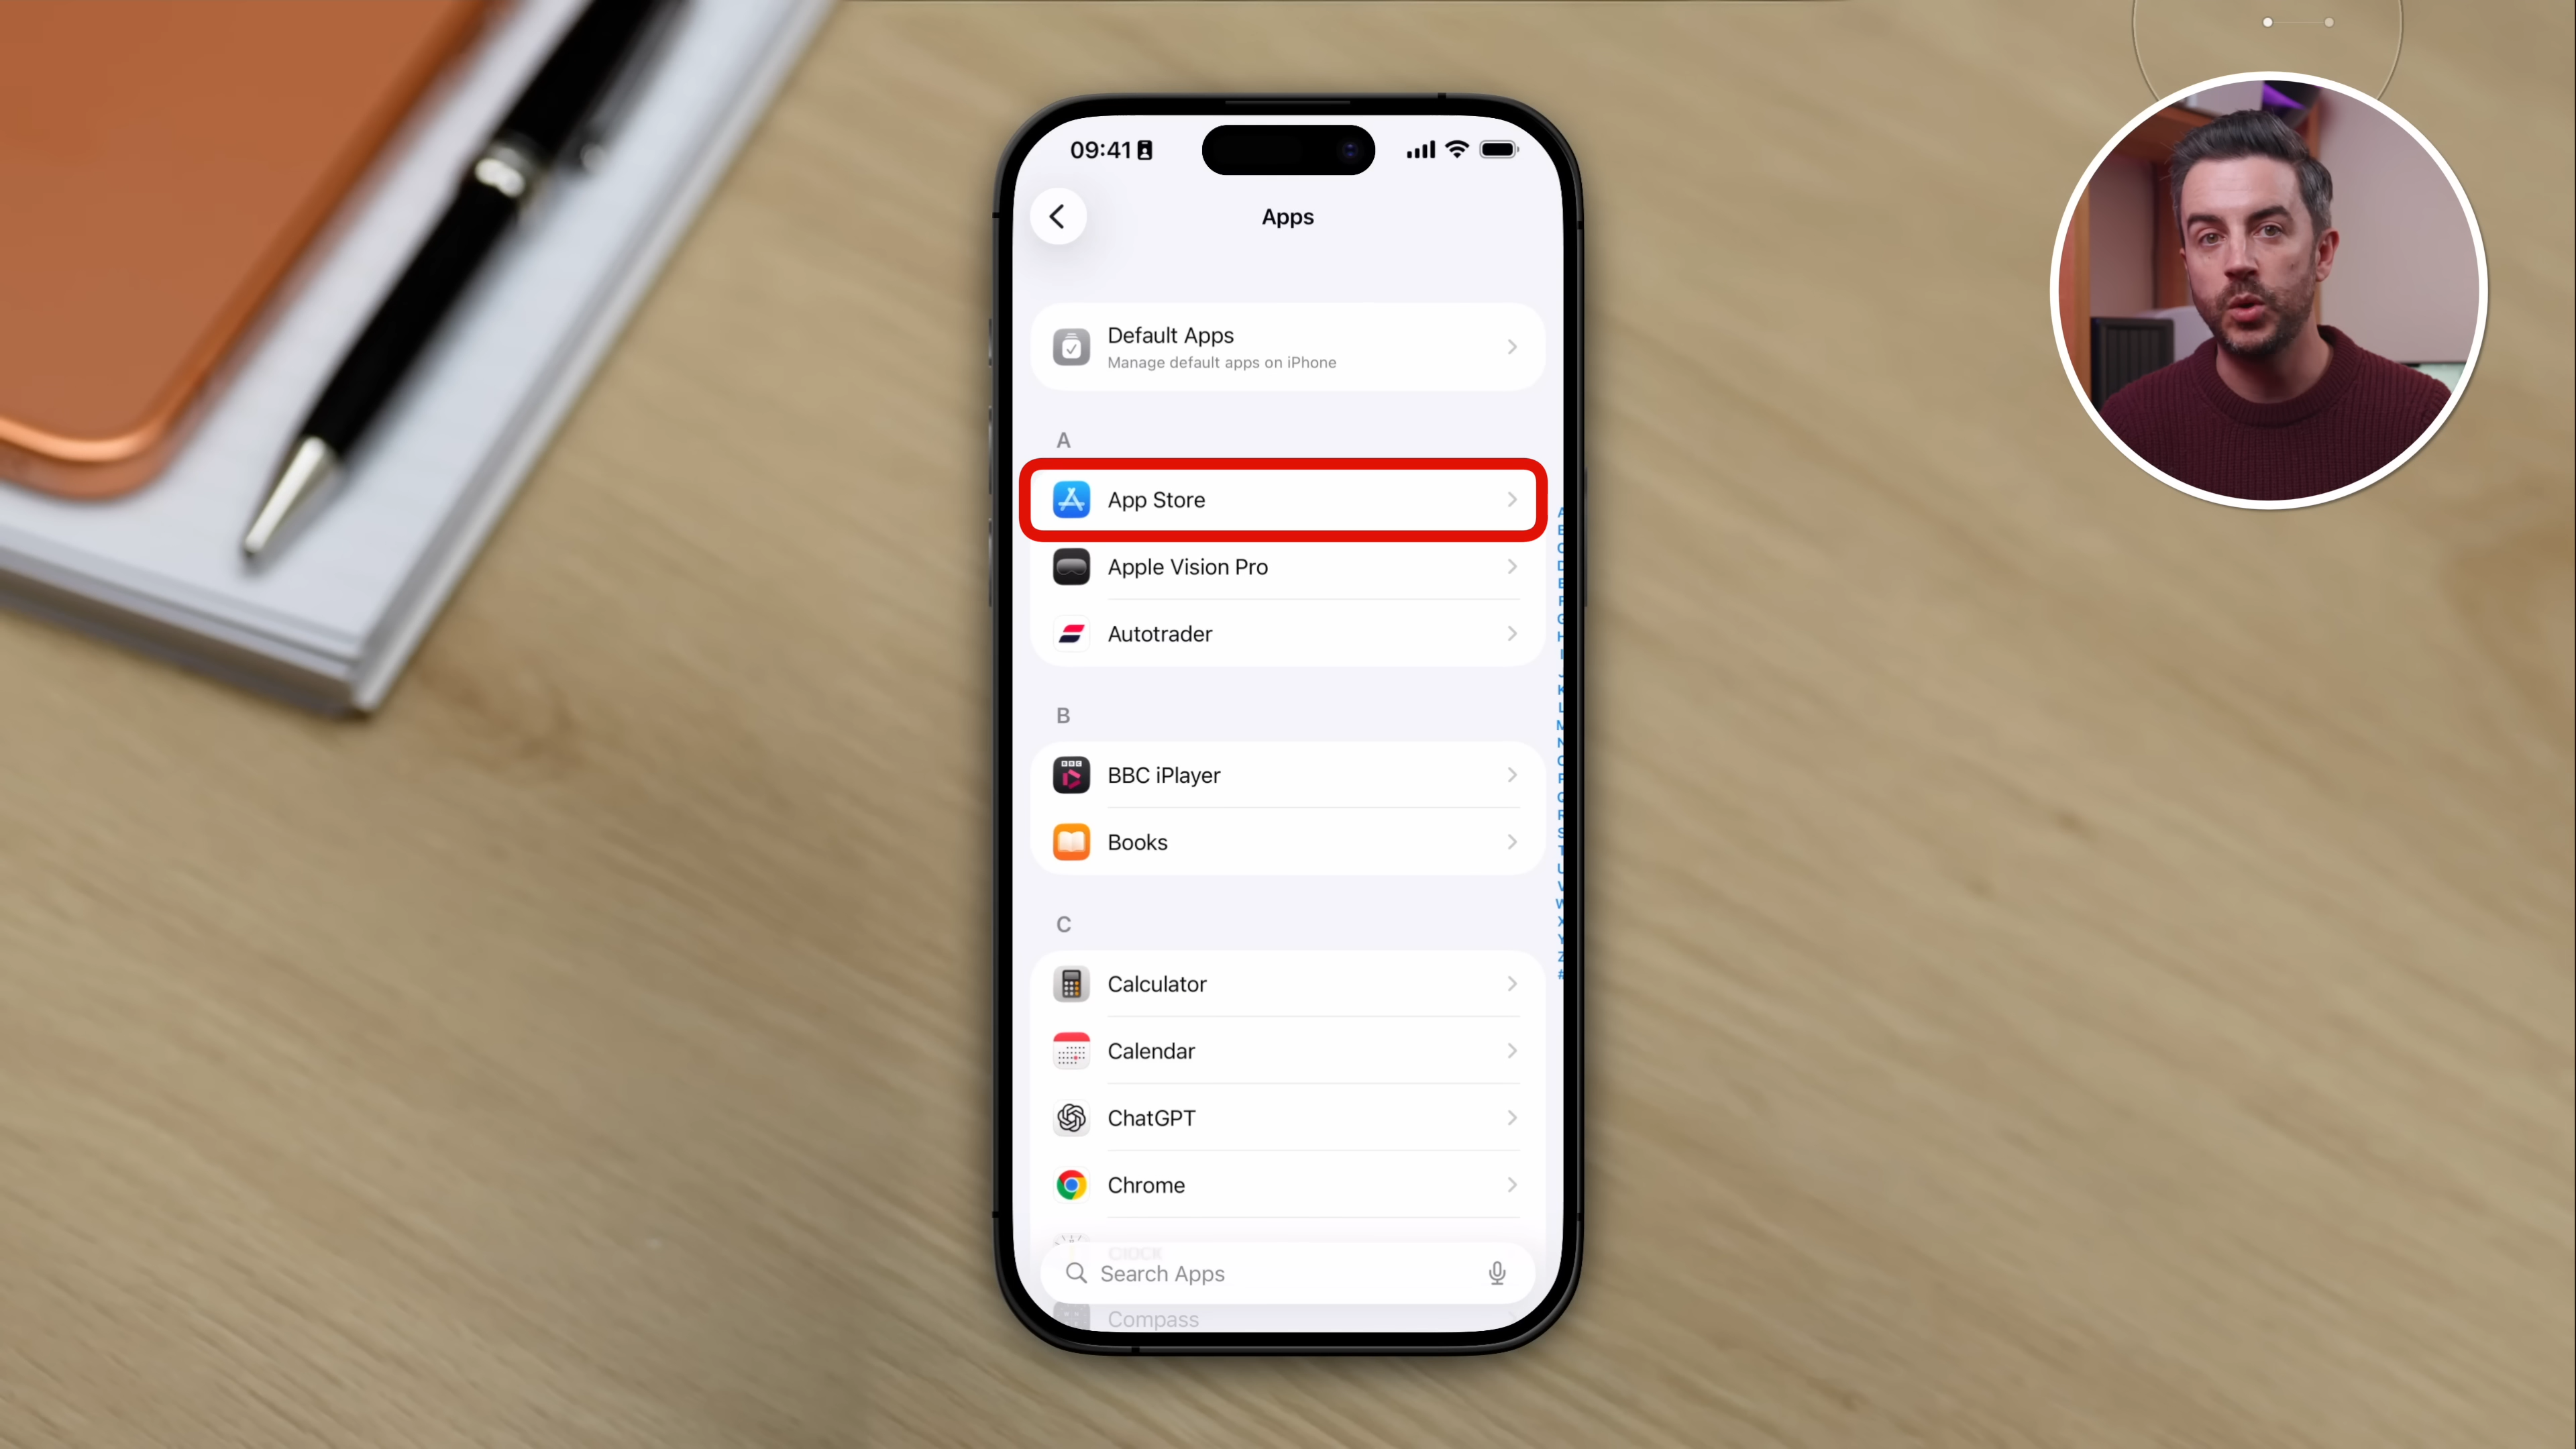 09:41
Apps
Default Apps
Manage default apps on iPhone
A
App Store
Apple Vision Pro
Autotrader
B
BBC iPlayer
Books
C
Calculator
Calendar
ChatGPT
Chrome
Clock
Search Apps
Compass